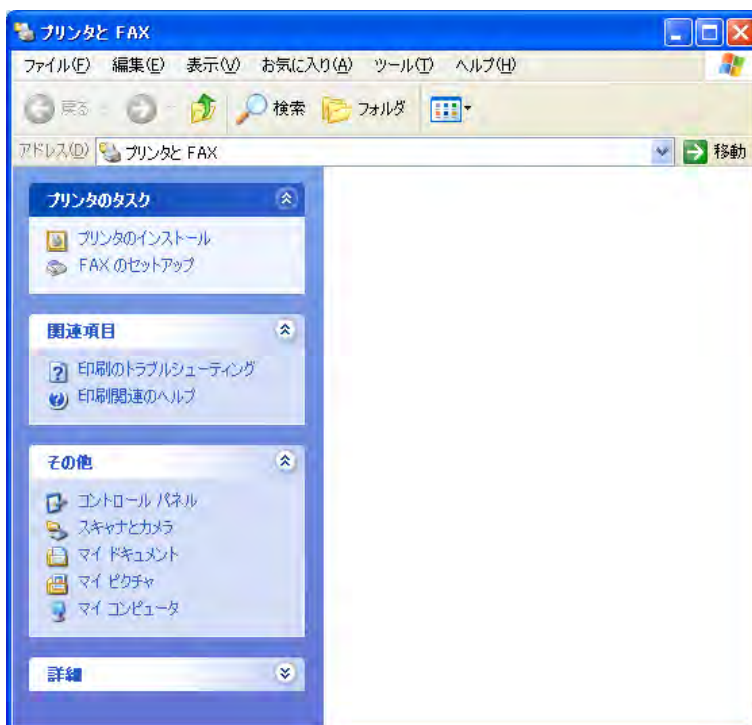 プリンタと FAX
ファイル(F) 編集(E) 表示(V) お気に入り(A) ツール(T) ヘルプ(H)
戻る 検索 フォルダ
アドレス(D) プリンタと FAX 移動
プリンタのタスク
プリンタのインストール
FAX のセットアップ
関連項目
印刷のトラブルシューティング
印刷関連のヘルプ
その他
コントロール パネル
スキャナとカメラ
マイ ドキュメント
マイ ピクチャ
マイ コンピュータ
詳細